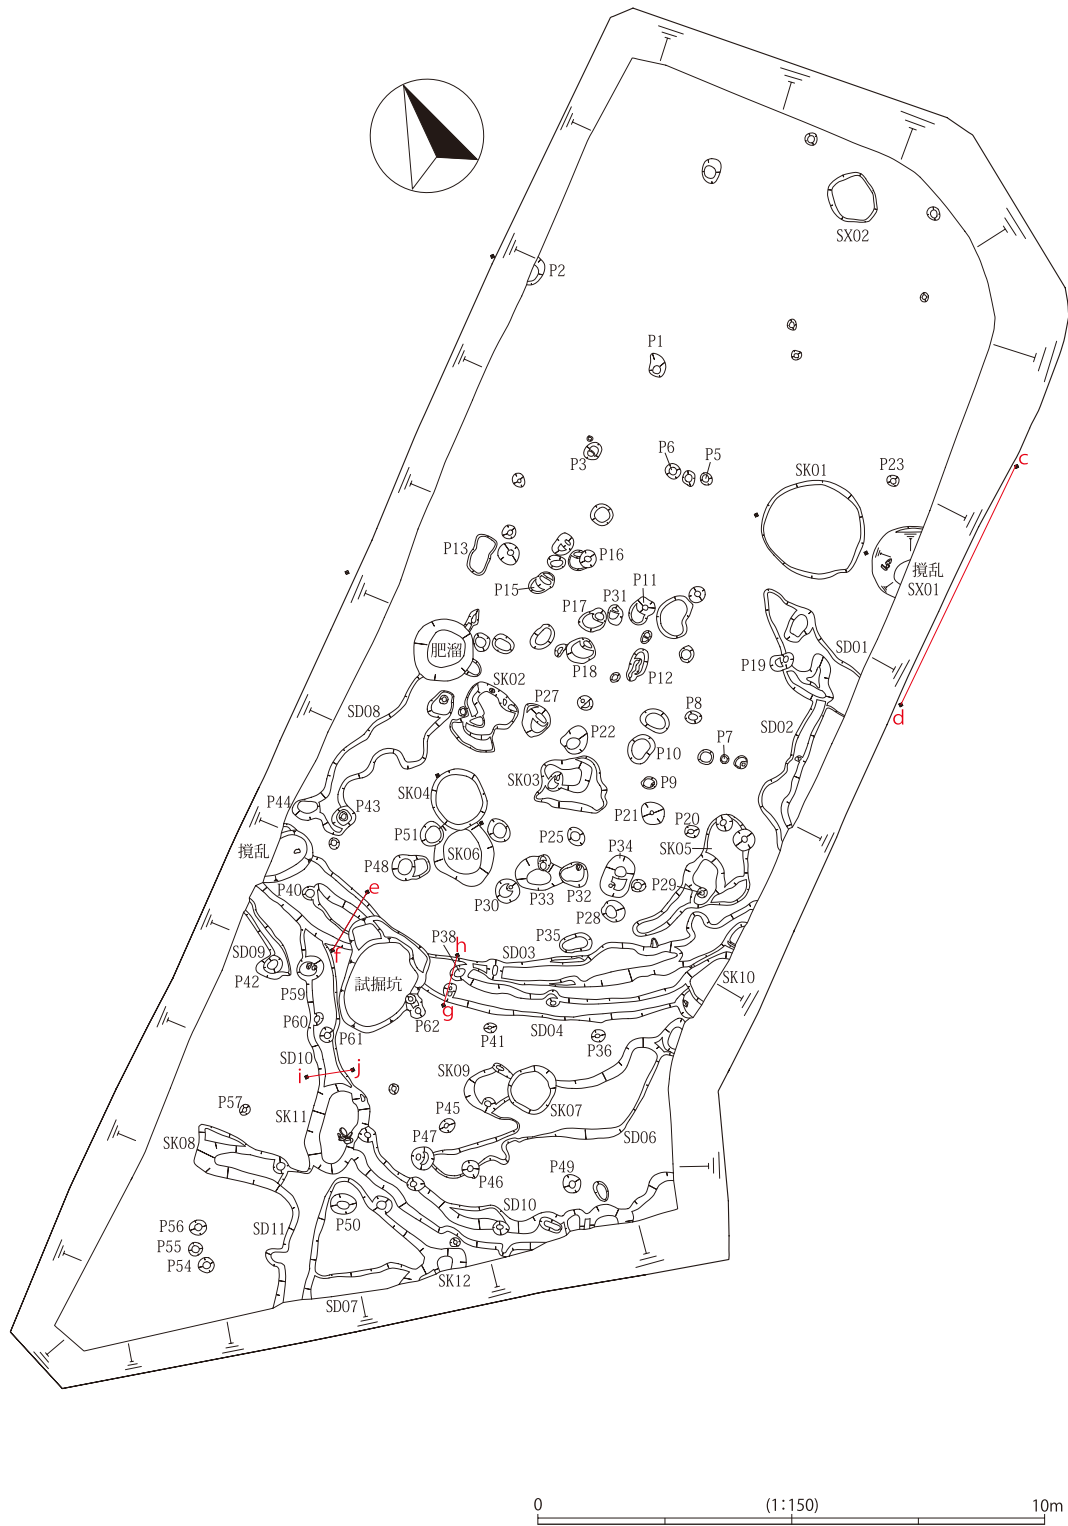 SX02
P2
P1
P3
P6
P5
SK01
P23
c
P13
P16
P15
攪乱
SX01
P17
P31
P11
肥溜
P18
P12
P19
SD01
SK02
P27
SD08
P8
SD02
d
P22
P10
P7
SK03
P9
SK04
P44
P43
P21
P20
P51
P25
SK05
攪乱
SK06
P34
P48
P40
e
P33
P32
P29
P30
P28
P38
h
P35
SD09
f
SD03
P42
P59
試掘坑
SK10
g
P62
P60
P61
P41
SD04
P36
SD10
i
j
SK09
P57
SK11
SK07
P45
SD06
SK08
P47
P46
P49
P56
SD11
P50
SD10
P55
P54
SK12
SD07
0
(1:150)
10m